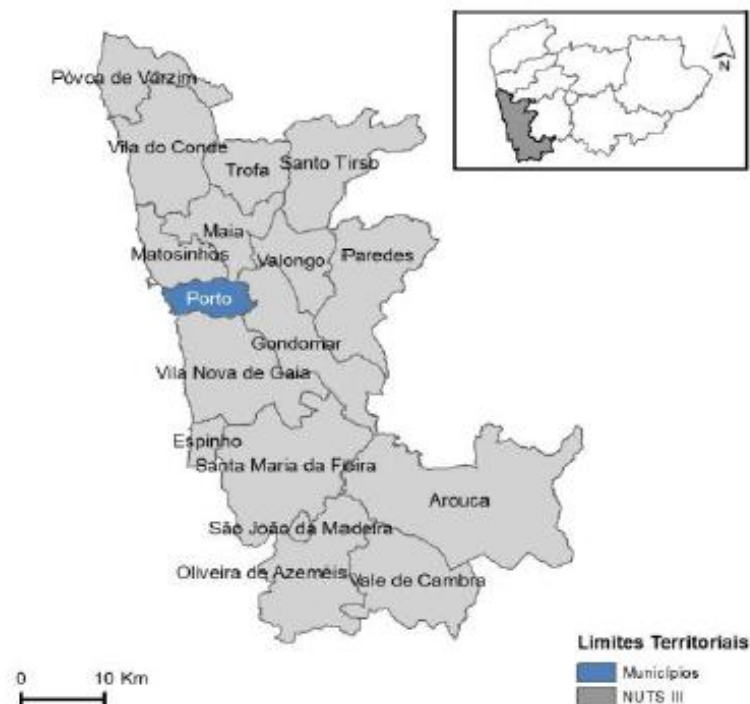 N
Póvoa de Varzim
Vila do Conde
Trofa
Santo Tirso
Maia
Matosinhos
Valongo
Paredes
Porto
Gondomar
Vila Nova de Gaia
Espinho
Santa Maria da Fieira
Arouca
São João da Madeira
Oliveira de Azeméis
Vale de Cambra
Limites Territoriais
0 10 Km
Municípios
NUTS III